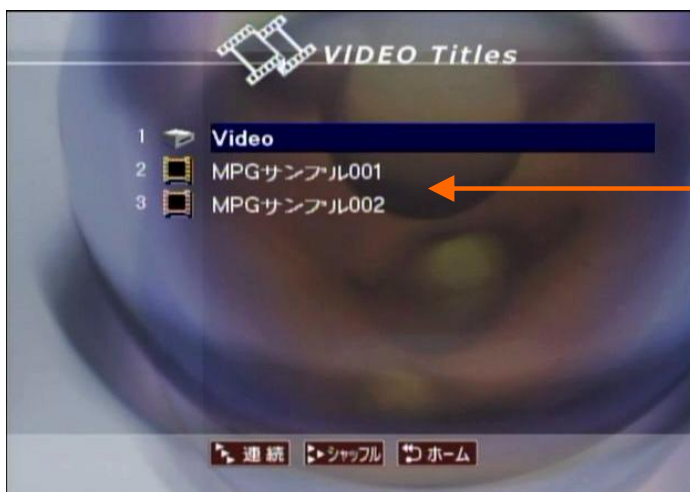 VIDEO Titles
1 Video
2 MPGサンプル001
3 MPGサンプル002
連続 シャッフル ホーム